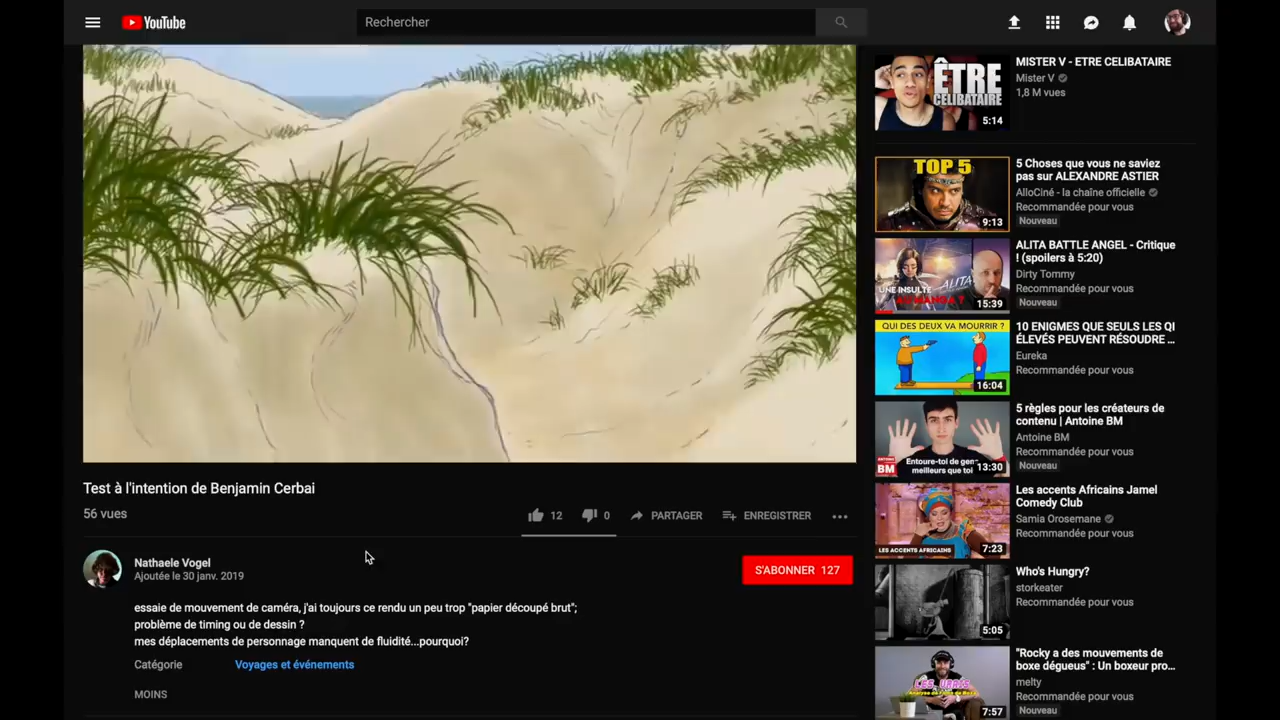 YouTube
Rechercher
Test à l'intention de Benjamin Cerbai
56 vues
12
0
PARTAGER
ENREGISTRER
Nathaele Vogel
Ajoutée le 30 janv. 2019
S'ABONNER 127
essaie de mouvement de caméra, j'ai toujours ce rendu un peu trop "papier découpé brut";
problème de timing ou de dessin ?
mes déplacements de personnage manquent de fluidité...pourquoi?
Catégorie
Voyages et événements
MOINS
ÊTRE
CELIBATAIRE
5:14
MISTER V - ETRE CELIBATAIRE
Mister V
1,8 M vues
TOP 5
9:13
5 Choses que vous ne saviez
pas sur ALEXANDRE ASTIER
AlloCiné - la chaîne officielle
Recommandée pour vous
Nouveau
UNE INSULTE
AU MANGA ?
ALITA
15:39
ALITA BATTLE ANGEL - Critique
! (spoilers à 5:20)
Dirty Tommy
Recommandée pour vous
Nouveau
QUI DES DEUX VA MOURRIR ?
16:04
10 ENIGMES QUE SEULS LES QI
ÉLEVÉS PEUVENT RÉSOUDRE ...
Eureka
Recommandée pour vous
ANTOINE
BM
Entoure-toi de gens
meilleurs que toi
13:30
5 règles pour les créateurs de
contenu | Antoine BM
Antoine BM
Recommandée pour vous
Nouveau
LES ACCENTS AFRICAINS
7:23
Les accents Africains Jamel
Comedy Club
Samia Orosemane
Recommandée pour vous
5:05
Who's Hungry?
storkeater
Recommandée pour vous
LES VRAIS
7:57
"Rocky a des mouvements de
boxe dégueus" : Un boxeur pro...
melty
Recommandée pour vous
Nouveau